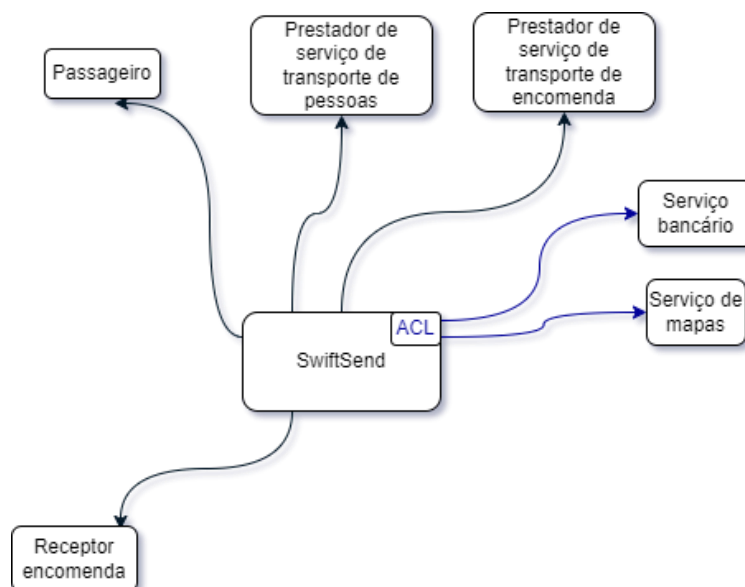 Prestador de
serviço de
transporte de
pessoas
Prestador de
serviço de
transporte de
encomenda
Passageiro
Serviço
bancário
Serviço de
mapas
ACL
SwiftSend
Receptor
encomenda